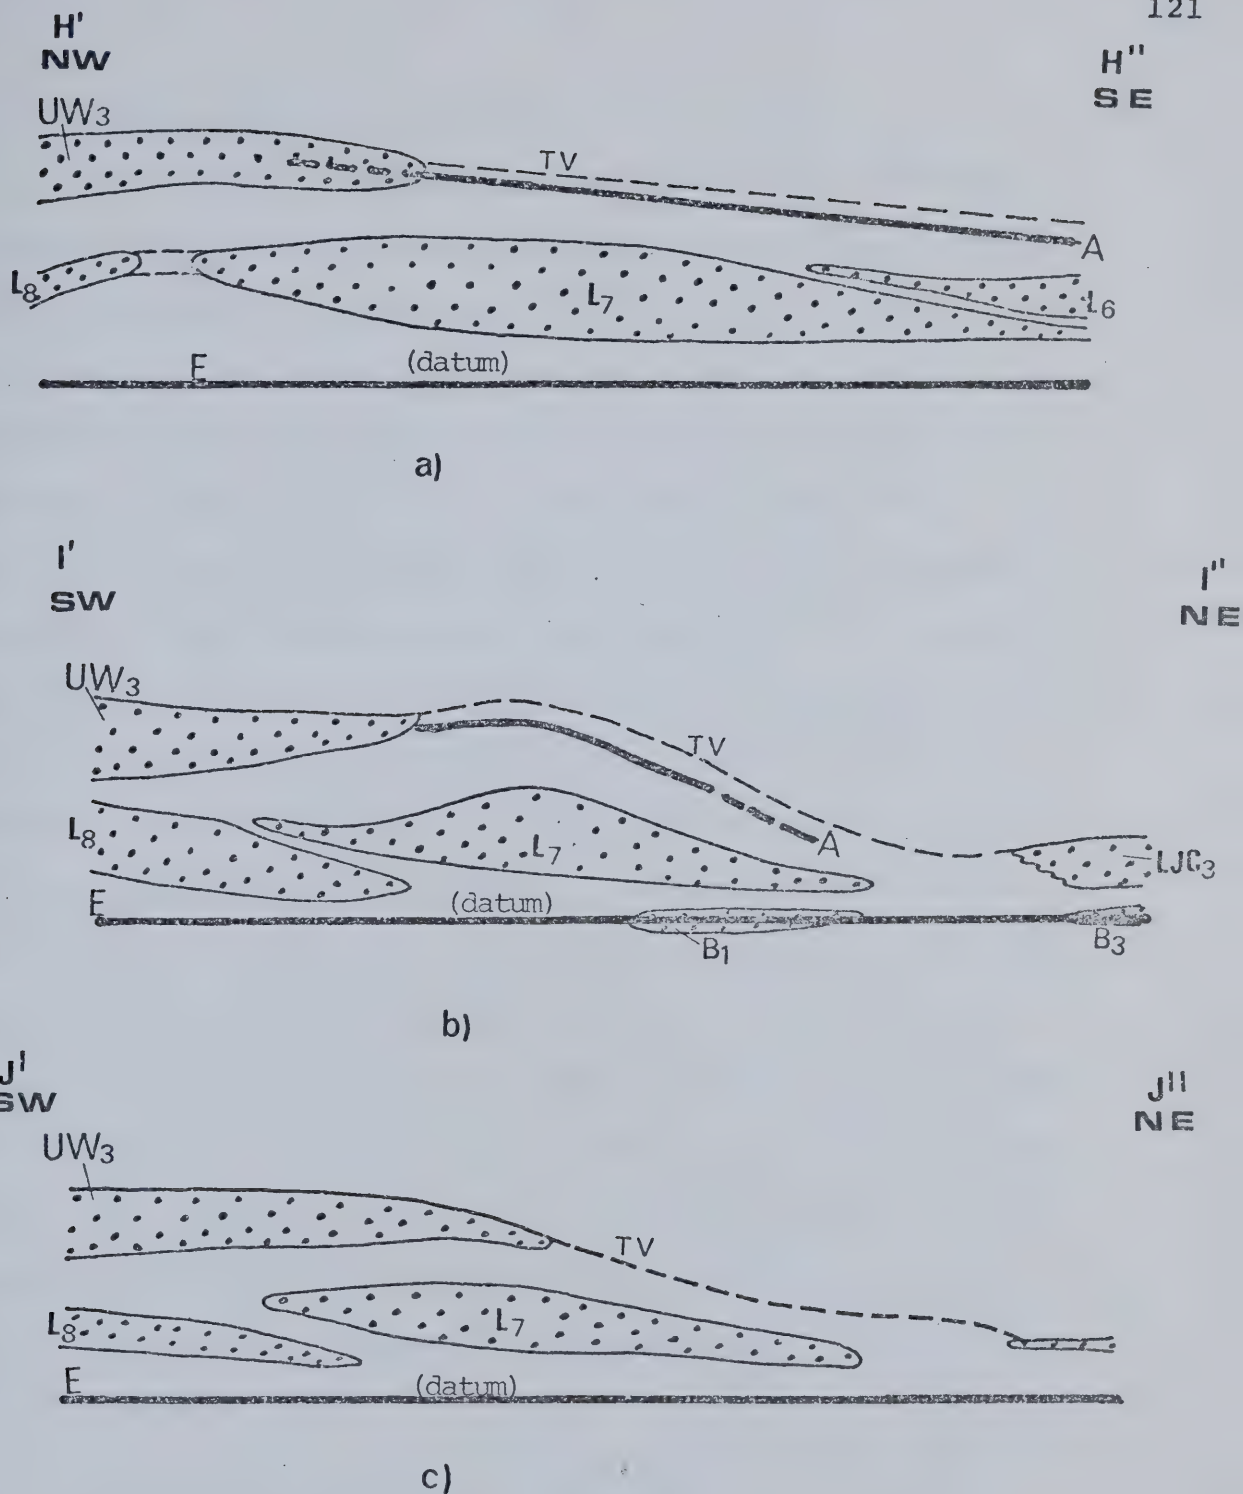 121
H'
NW
H"
SE
UW3
TV
A
L8
L7
L6
E
(datum)
a)
I'
SW
I"
NE
UW3
TV
L8
L7
A
LJC3
E
(datum)
B1
B3
b)
J'
SW
J"
NE
UW3
TV
L8
L7
E
(datum)
c)